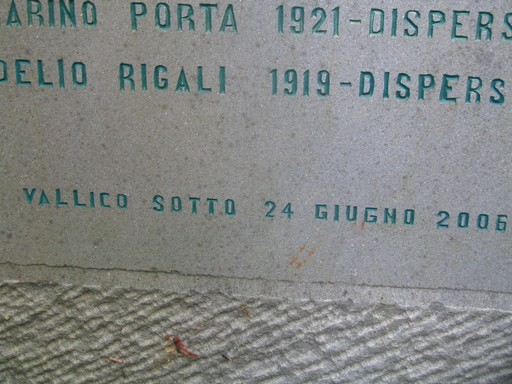 ARINO PORTA 1921-DISPERS
DELIO RIGALI 1919-DISPERS
VALLICO SOTTO 24 GIUGNO 2006